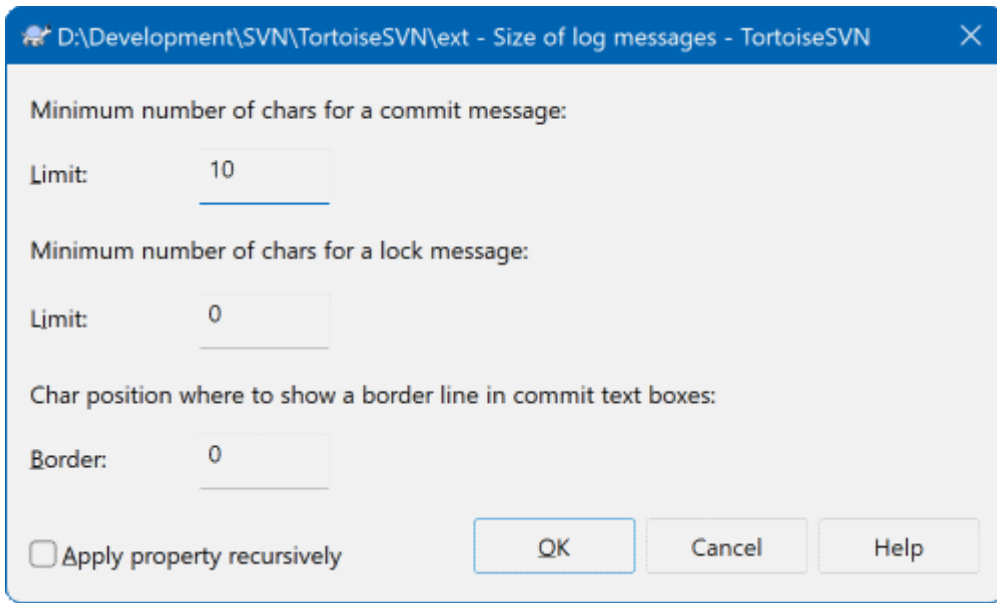 D:\Development\SVN\TortoiseSVN\ext - Size of log messages - TortoiseSVN
Minimum number of chars for a commit message:
Limit: 10
Minimum number of chars for a lock message:
Limit: 0
Char position where to show a border line in commit text boxes:
Border: 0
Apply property recursively OK Cancel Help